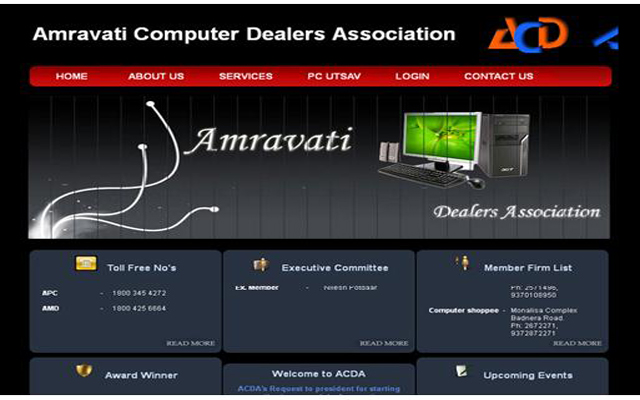 Amravati Computer Dealers Association
ACD
HOME ABOUT US SERVICES PC UTSAV LOGIN CONTACT US
Amravati
acer
Dealers Association
Toll Free No's
APC - 1800 345 4272
AMD - 1800 425 6664
READ MORE
Executive Committee
Ex. Member - Nilesh Potdaar
READ MORE
Member Firm List
Ph: 2571496,
9370108950
Computer shoppee - Monalisa Complex
Badnera Road.
Ph: 2672271,
9372872271
READ MORE
Award Winner
Welcome to ACDA
ACDA's Request to president for starting
Upcoming Events